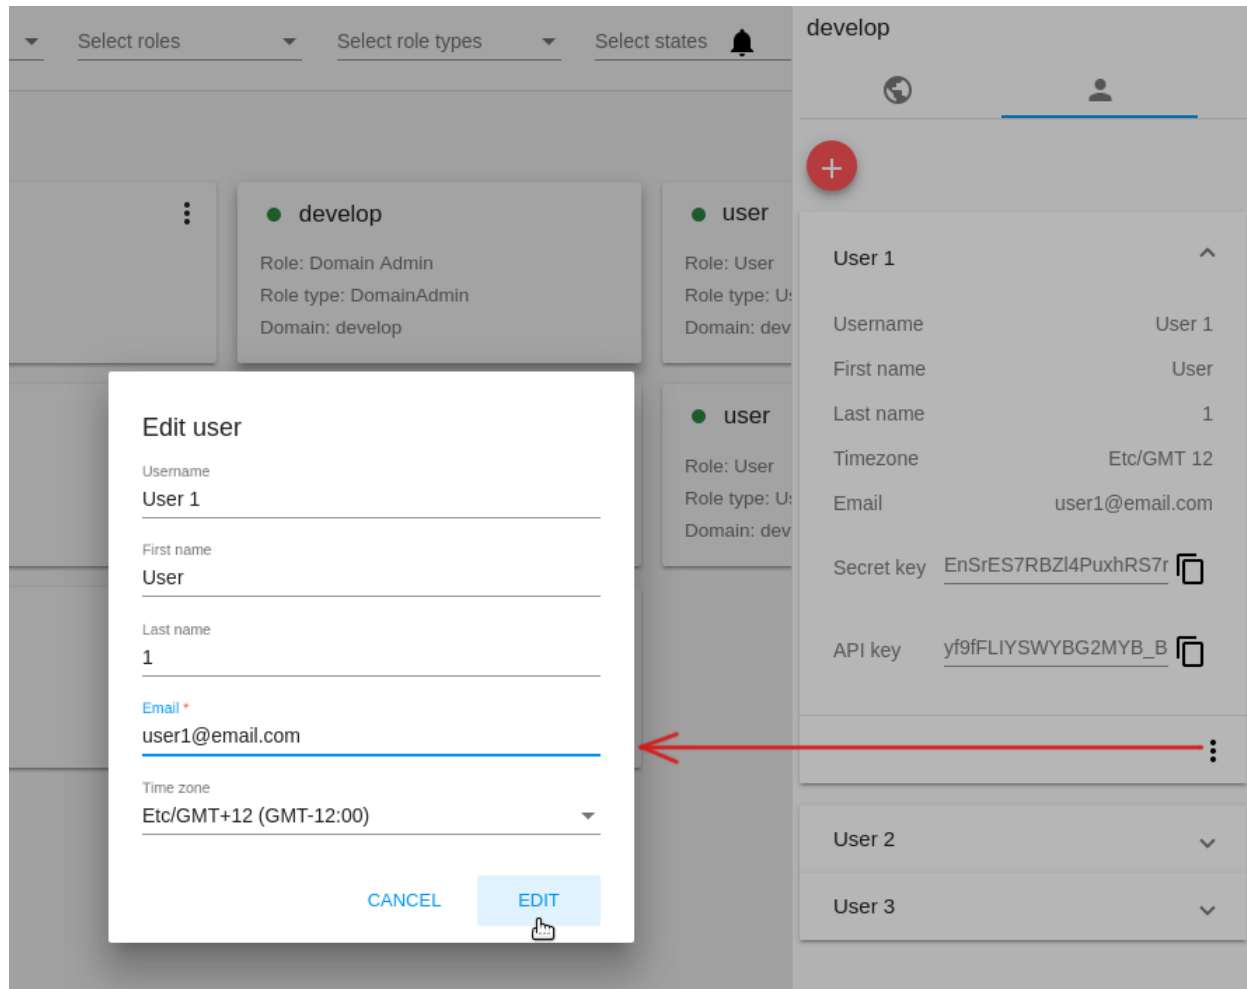 Select roles
Select role types
Select states
develop
develop
Role: Domain Admin
Role type: DomainAdmin
Domain: develop
user
Role: User
Role type: Us
Domain: dev
user
Role: User
Role type: Us
Domain: dev
Edit user
Username
User 1
First name
User
Last name
1
Email *
user1@email.com
Time zone
Etc/GMT+12 (GMT-12:00)
CANCEL
EDIT
User 1
Username User 1
First name User
Last name 1
Timezone Etc/GMT 12
Email user1@email.com
Secret key EnSrES7RBZl4PuxhRS7r
API key yf9fFLIYSWYBG2MYB_B
User 2
User 3